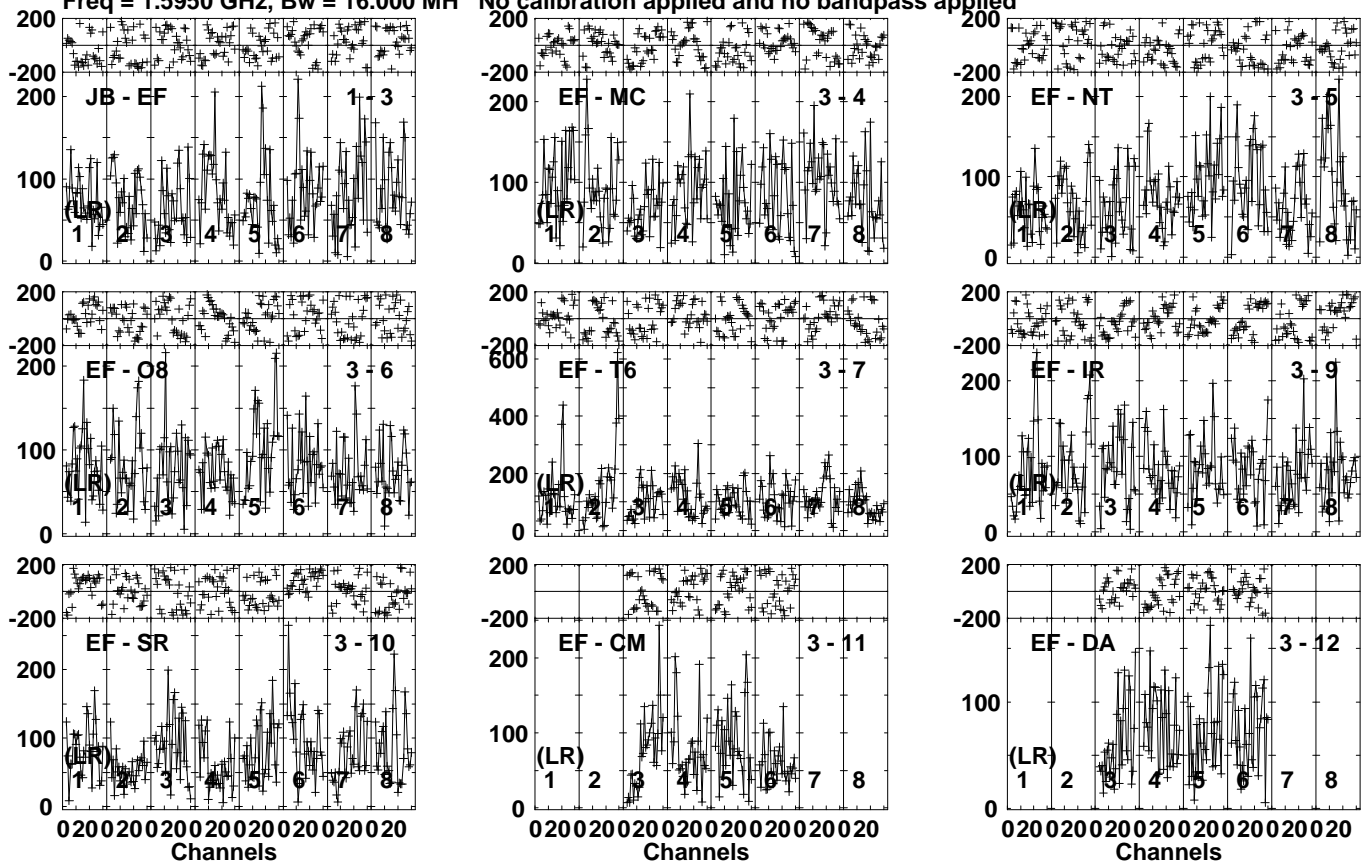 Freq = 1.5950 GHz, Bw = 16.000 MH No calibration applied and no bandpass applied
200 200 200
-200 -200 -200
JB - EF 1 - 3 EF - MC 3 - 4 EF - NT 3 - 5
200 200 200
100 100 100
(LR) (LR) (LR)
1 2 3 4 5 6 7 8 1 2 3 4 5 6 7 8 1 2 3 4 5 6 7 8
0 0 0
200 200 200
-200 -200 -200
EF - O8 3 - 6 EF - T6 3 - 7 EF - IR 3 - 9
200 600 200
400
100 200 100
(LR) (LR) (LR)
1 2 3 4 5 6 7 8 1 2 3 4 5 6 7 8 1 2 3 4 5 6 7 8
0 0 0
200 200 200
-200 -200 -200
EF - SR 3 - 10 EF - CM 3 - 11 EF - DA 3 - 12
200 200 200
100 100 100
(LR) (LR) (LR)
1 2 3 4 5 6 7 8 1 2 3 4 5 6 7 8 1 2 3 4 5 6 7 8
0 0 0
0 20 0 20 0 20 0 20 0 20 0 20 0 20 0 20 0 20 0 20 0 20 0 20 0 20 0 20 0 20 0 20 0 20 0 20 0 20 0 20 0 20 0 20 0 20 0 20
Channels Channels Channels